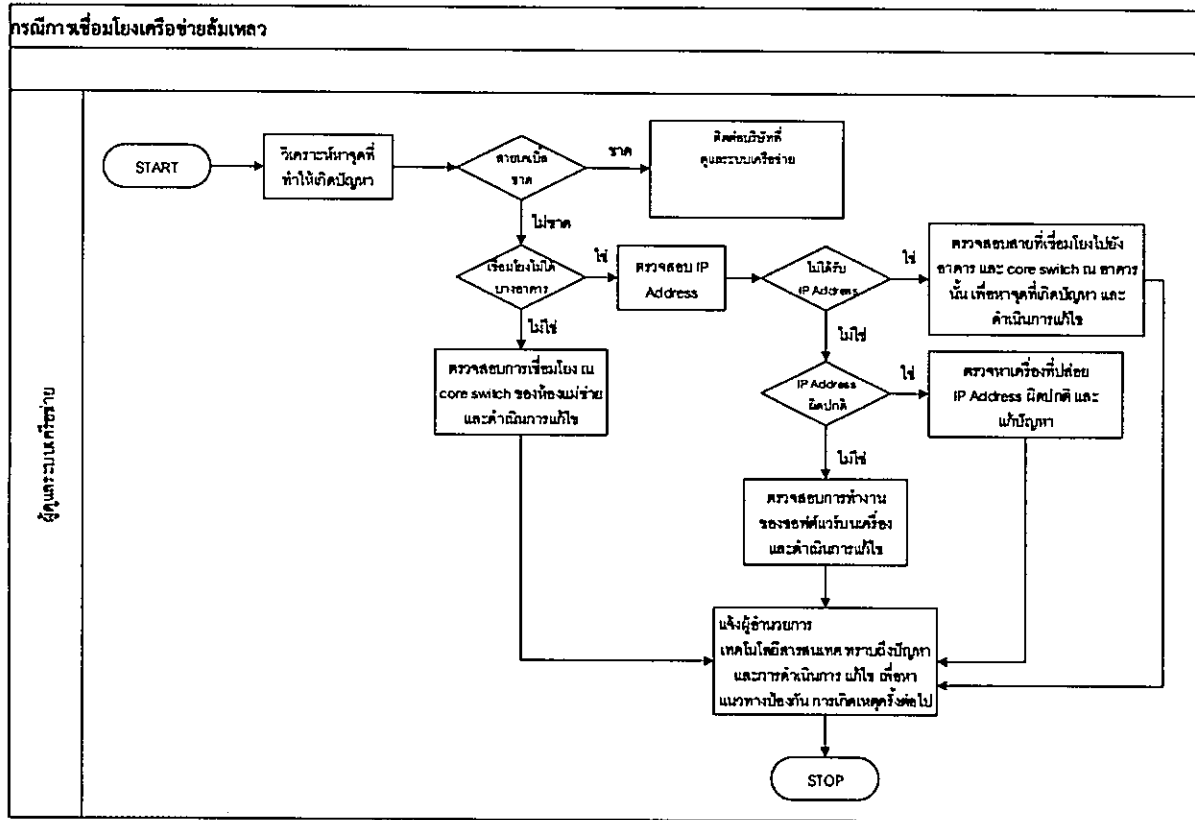 กรณีการเชื่อมโยงเครือข่ายล้มเหลว
START
วิเคราะห์หาจุดที่
ทำให้เกิดปัญหา
สายเคเบิ้ล
ขาด
ขาด
ติดต่อบริษัทที่
ดูแลระบบเครือข่าย
ไม่ขาด
เชื่อมโยงไม่ได้
บางอาคาร
ใช่
ตรวจสอบ IP
Address
ไม่ได้รับ
IP Address
ใช่
ตรวจสอบสายที่เชื่อมโยงไปยัง
อาคาร และ core switch ณ อาคาร
นั้น เพื่อหาจุดที่เกิดปัญหา และ
ดำเนินการแก้ไข
ไม่ใช่
ไม่ใช่
ตรวจสอบการเชื่อมโยง ณ
core switch ของห้องแม่ข่าย
และดำเนินการแก้ไข
IP Address
ผิดปกติ
ใช่
ตรวจหาเครื่องที่ปล่อย
IP Address ผิดปกติ และ
แก้ปัญหา
ไม่ใช่
ผู้ดูแลระบบเครือข่าย
ตรวจสอบการทำงาน
ของซอฟต์แวร์บนเครื่อง
และดำเนินการแก้ไข
แจ้งผู้อำนวยการ
เทคโนโลยีสารสนเทศ ทราบถึงปัญหา
และการดำเนินการ แก้ไข เพื่อหา
แนวทางป้องกัน การเกิดเหตุครั้งต่อไป
STOP